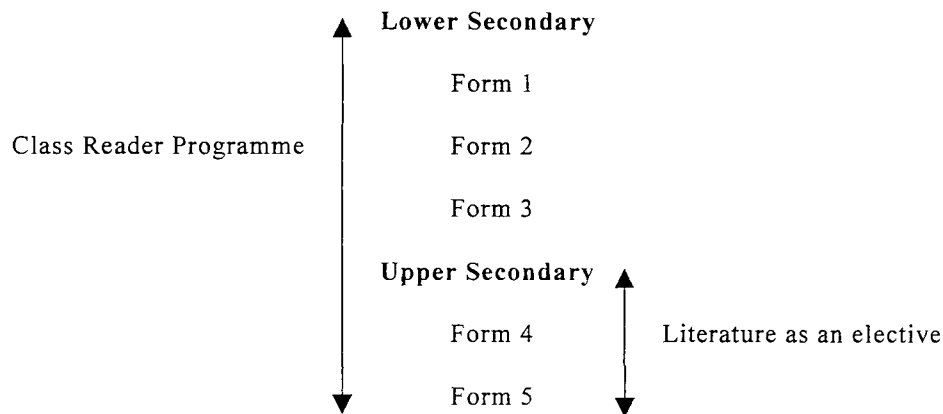 Lower Secondary
Form 1
Class Reader Programme
Form 2
Form 3
Upper Secondary
Form 4
Literature as an elective
Form 5